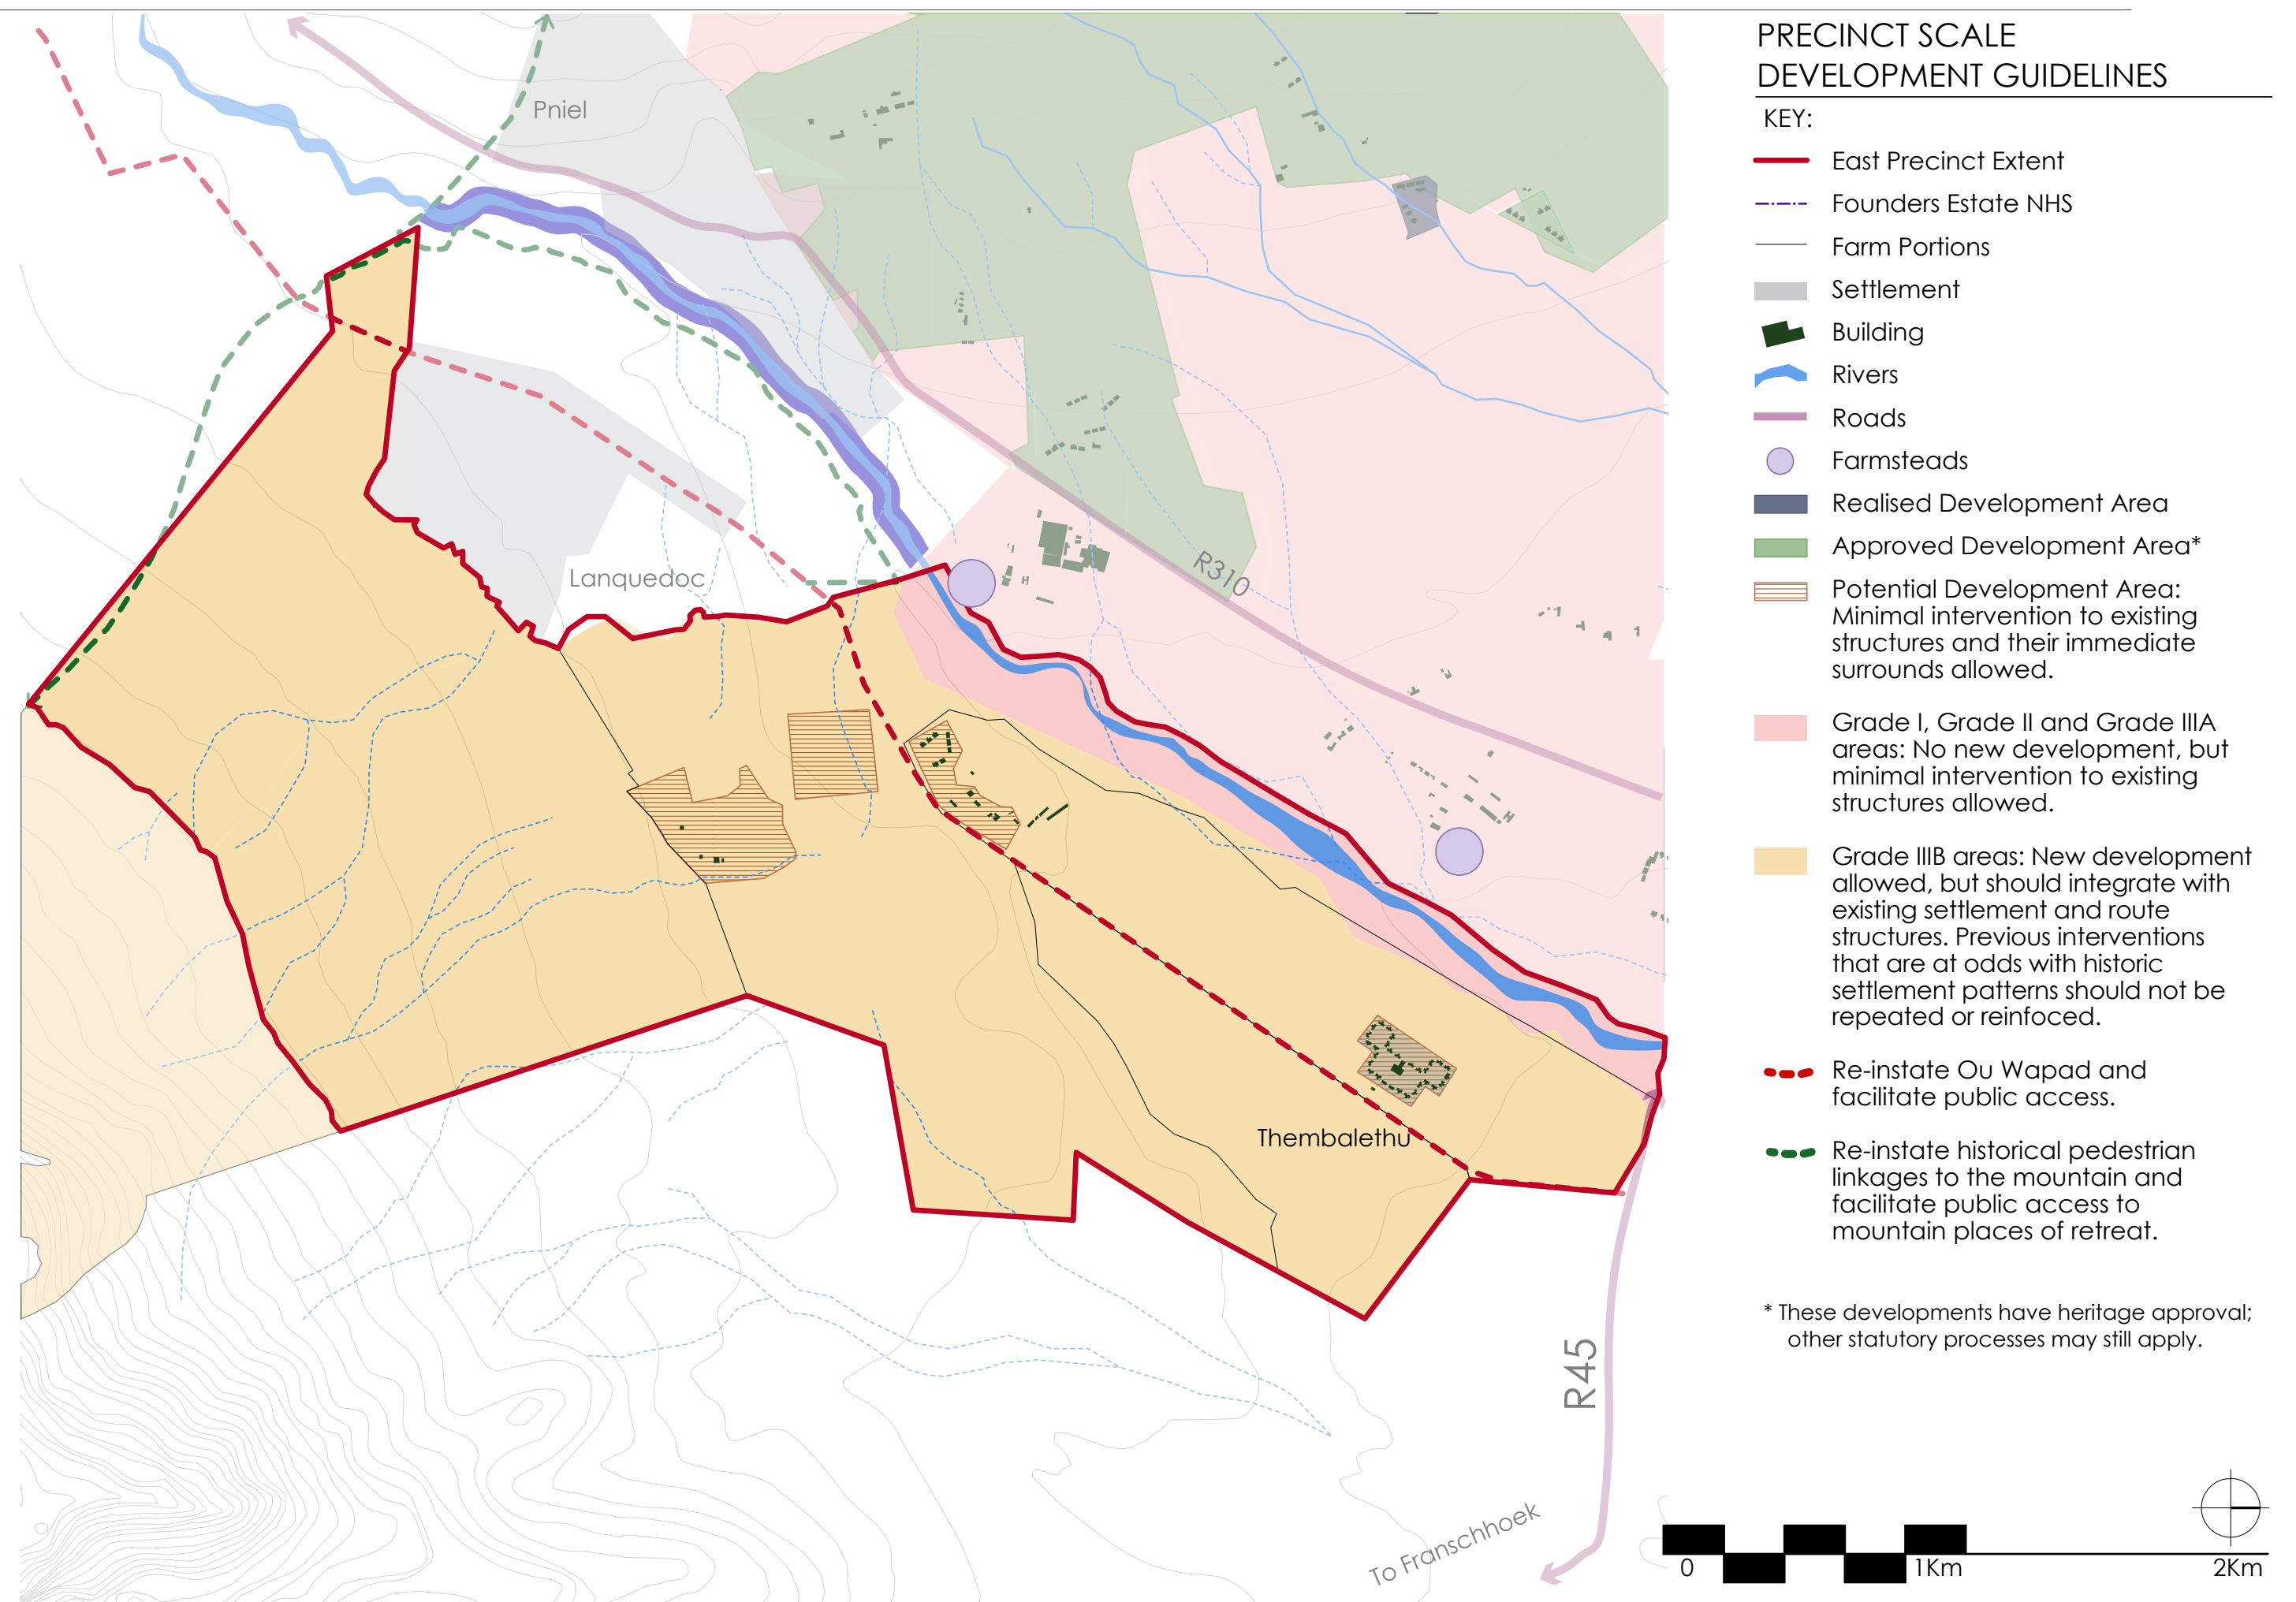 PRECINCT SCALE
DEVELOPMENT GUIDELINES
KEY:
East Precinct Extent
Founders Estate NHS
Farm Portions
Settlement
Building
Rivers
Roads
Farmsteads
Realised Development Area
Approved Development Area*
Potential Development Area:
Minimal intervention to existing
structures and their immediate
surrounds allowed.
Grade I, Grade II and Grade IIIA
areas: No new development, but
minimal intervention to existing
structures allowed.
Grade IIIB areas: New development
allowed, but should integrate with
existing settlement and route
structures. Previous interventions
that are at odds with historic
settlement patterns should not be
repeated or reinfoced.
Re-instate Ou Wapad and
facilitate public access.
Re-instate historical pedestrian
linkages to the mountain and
facilitate public access to
mountain places of retreat.
* These developments have heritage approval;
other statutory processes may still apply.
Pniel
Lanquedoc
R310
Thembalethu
R45
To Franschhoek
0 1Km 2Km